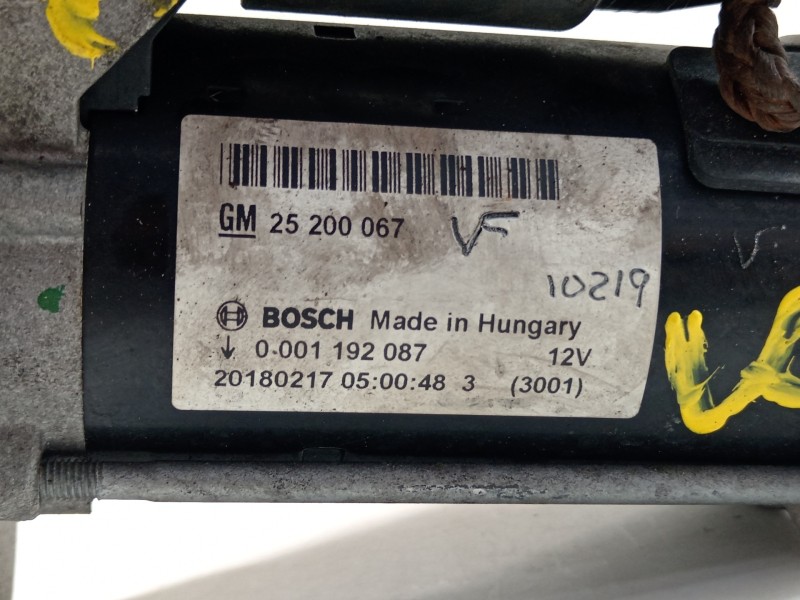 GM 25 200 067 VF
10219
BOSCH Made in Hungary
0 001 192 087 12V
20180217 05:00:48 3 (3001)